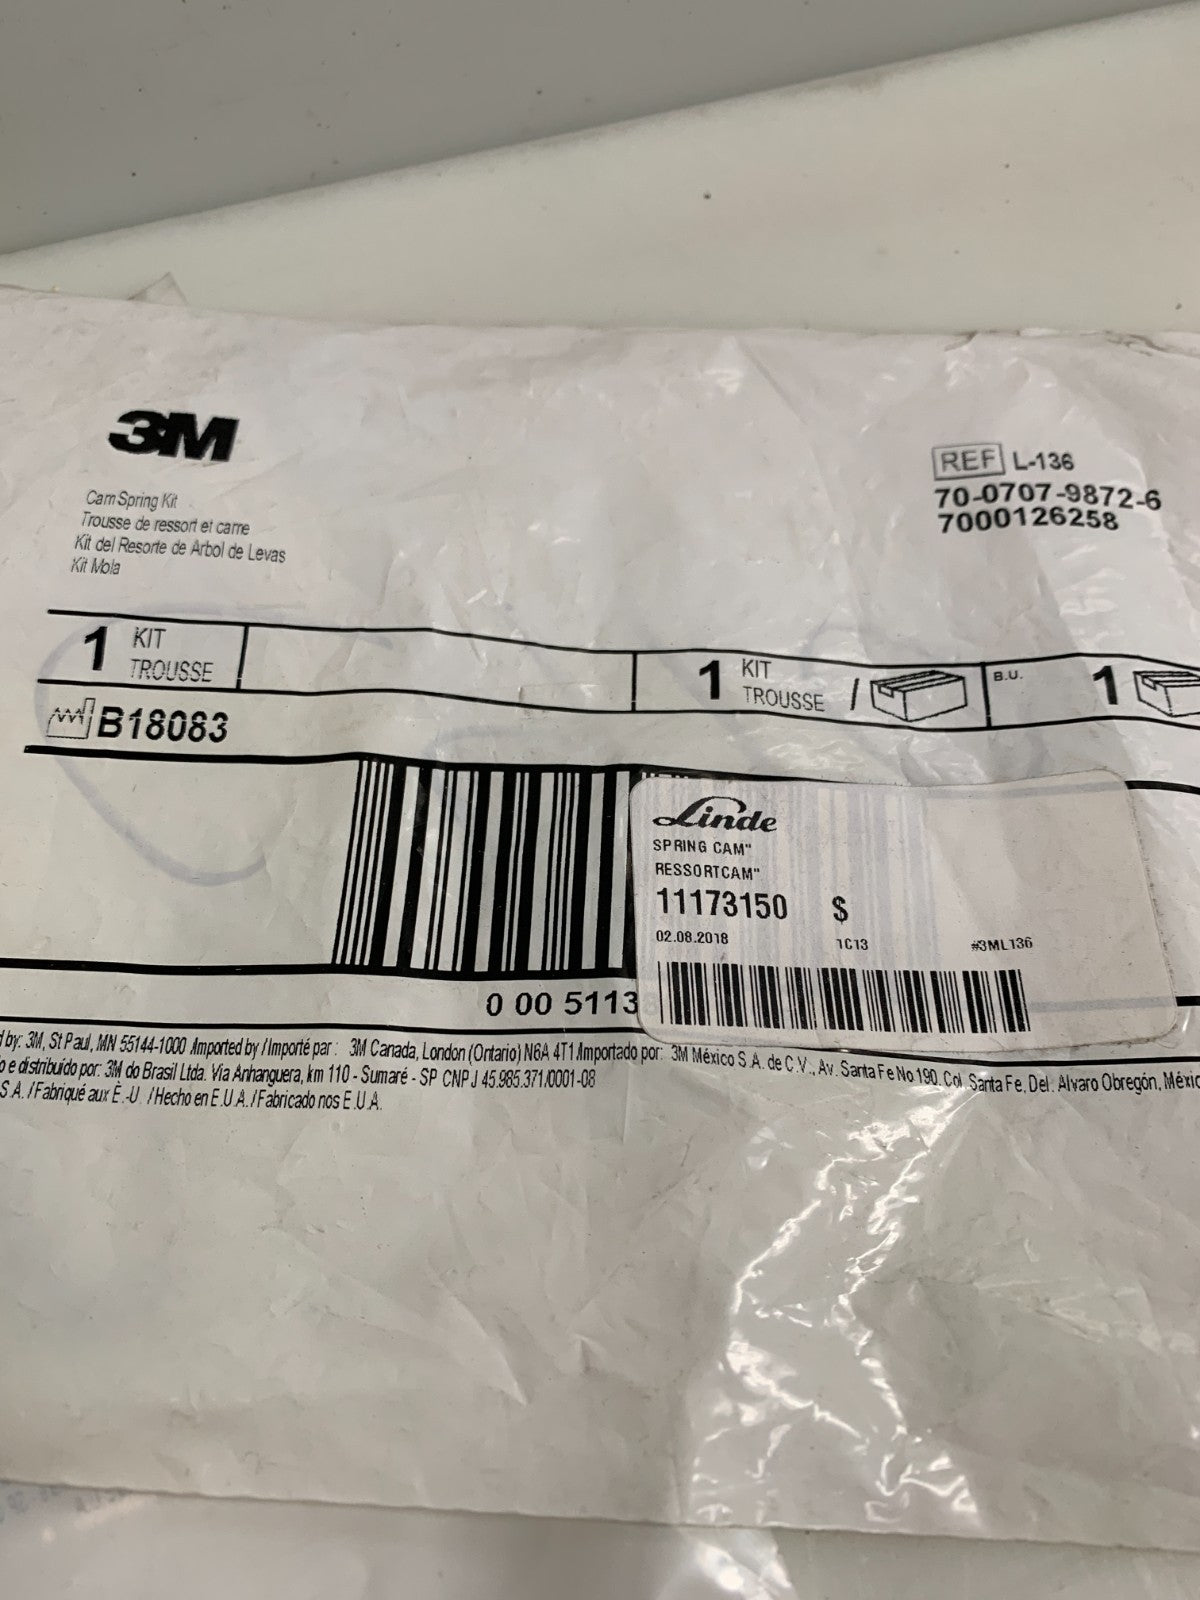 3M
Cam Spring Kit
Trousse de ressort et came
Kit del Resorte de Arbol de Levas
Kit Mola
REF L-136
70-0707-9872-6
7000126258
1 KIT
TROUSSE
1 KIT
TROUSSE /
B.U. 1
B18083
Linde
SPRING CAM"
RESSORTCAM"
11173150 $
02.08.2018 1C13 #3ML136
0 00 5113
by: 3M, St Paul, MN 55144-1000 Imported by / Importé par : 3M Canada, London (Ontario) N6A 4T1 /Importado por: 3M México S.A. de C.V., Av. Santa Fe No 190, Col. Santa Fe, Del. Alvaro Obregón, Méxic
e distribuído por: 3M do Brasil Ltda. Via Anhanguera, km 110 - Sumaré - SP CNPJ 45.985.371/0001-08
S.A. / Fabriqué aux É.-U. / Hecho en E.U.A. / Fabricado nos E.U.A.